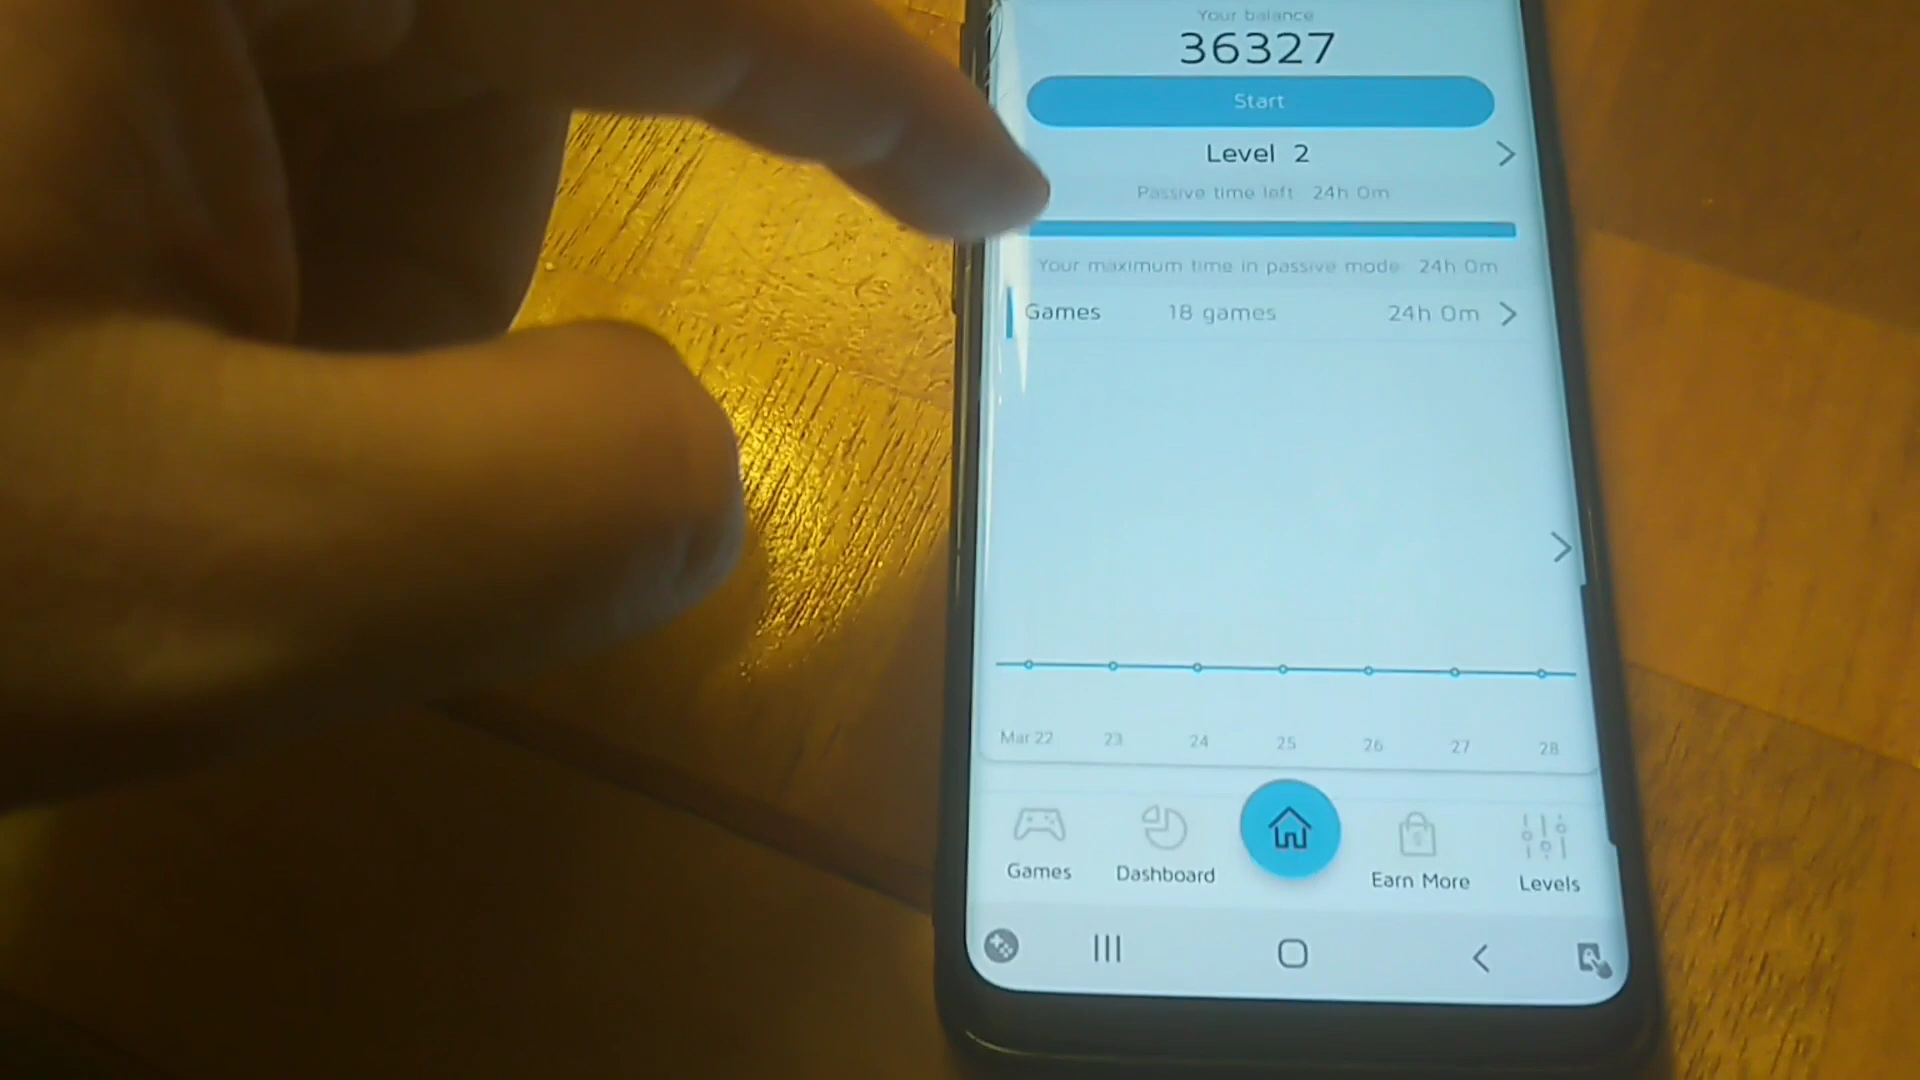 Your balance
36327
Start
Level 2
Passive time left 24h 0m
Your maximum time in passive mode 24h 0m
Games 18 games 24h 0m
Mar 22 23 24 25 26 27 28
Games Dashboard Earn More Levels